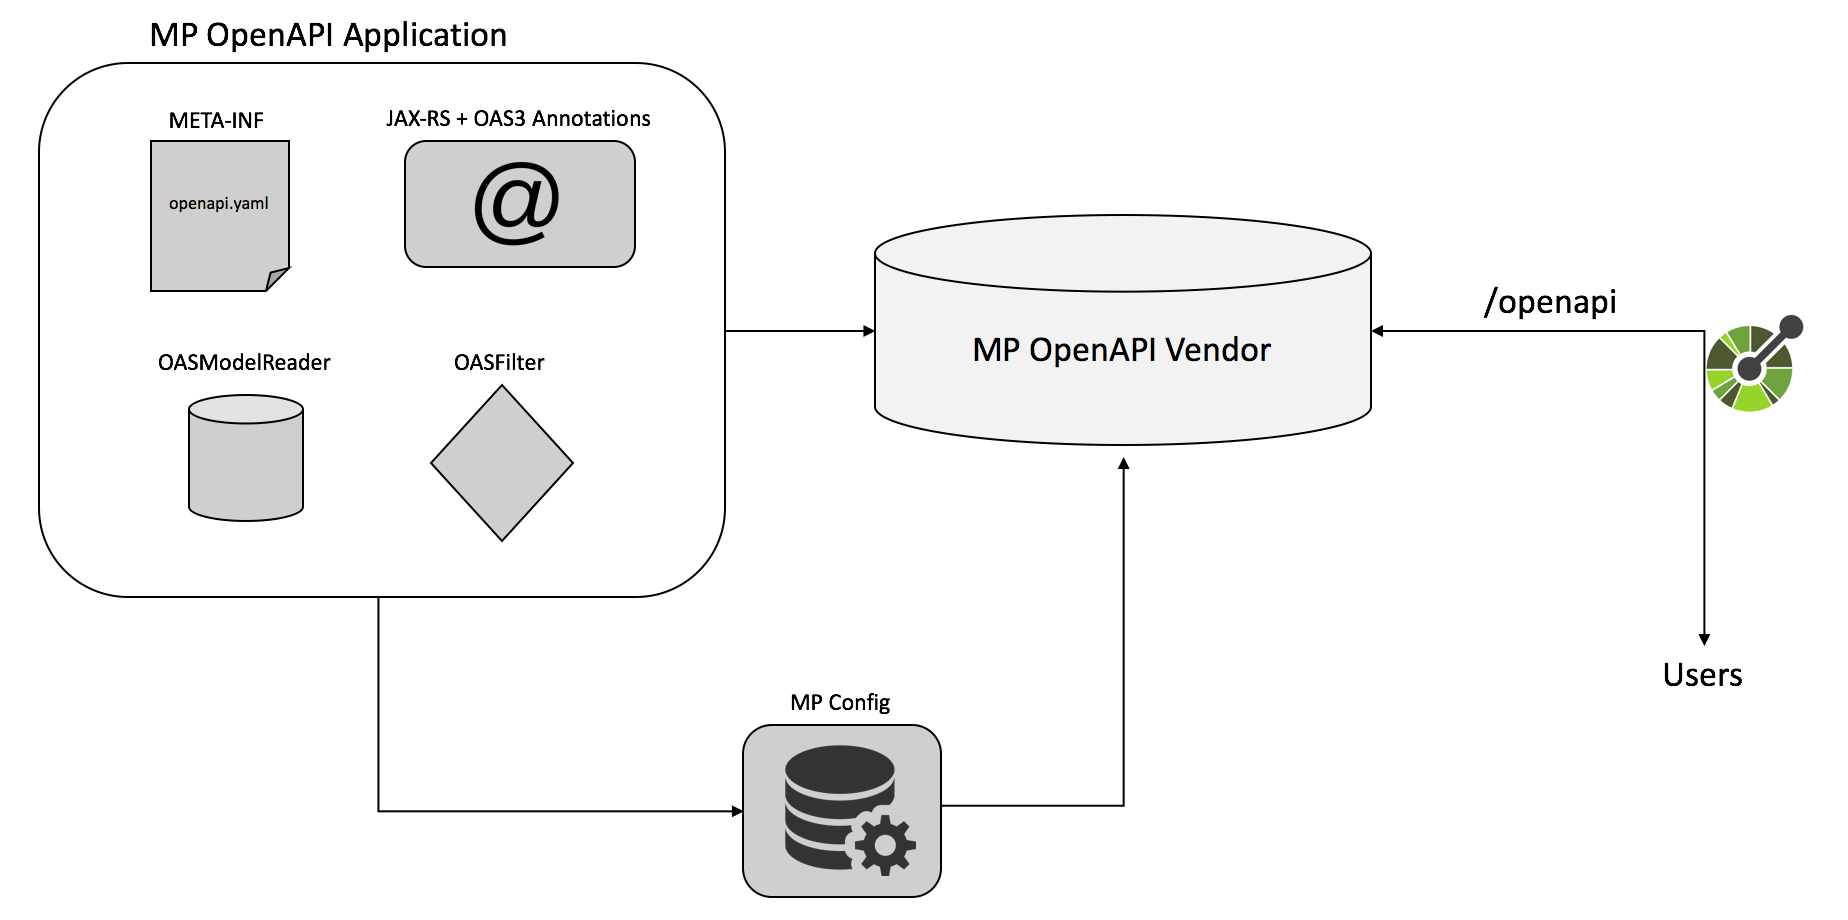 MP OpenAPI Application
META-INF
JAX-RS + OAS3 Annotations
openapi.yaml
@
OASModelReader
OASFilter
MP OpenAPI Vendor
/openapi
Users
MP Config